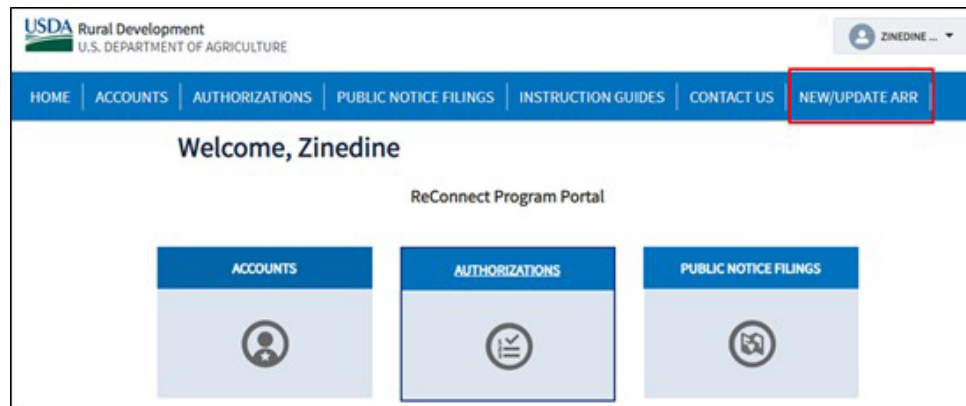 USDA Rural Development
U.S. DEPARTMENT OF AGRICULTURE
ZINEDINE ...
HOME ACCOUNTS AUTHORIZATIONS PUBLIC NOTICE FILINGS INSTRUCTION GUIDES CONTACT US NEW/UPDATE ARR
Welcome, Zinedine
ReConnect Program Portal
ACCOUNTS AUTHORIZATIONS PUBLIC NOTICE FILINGS